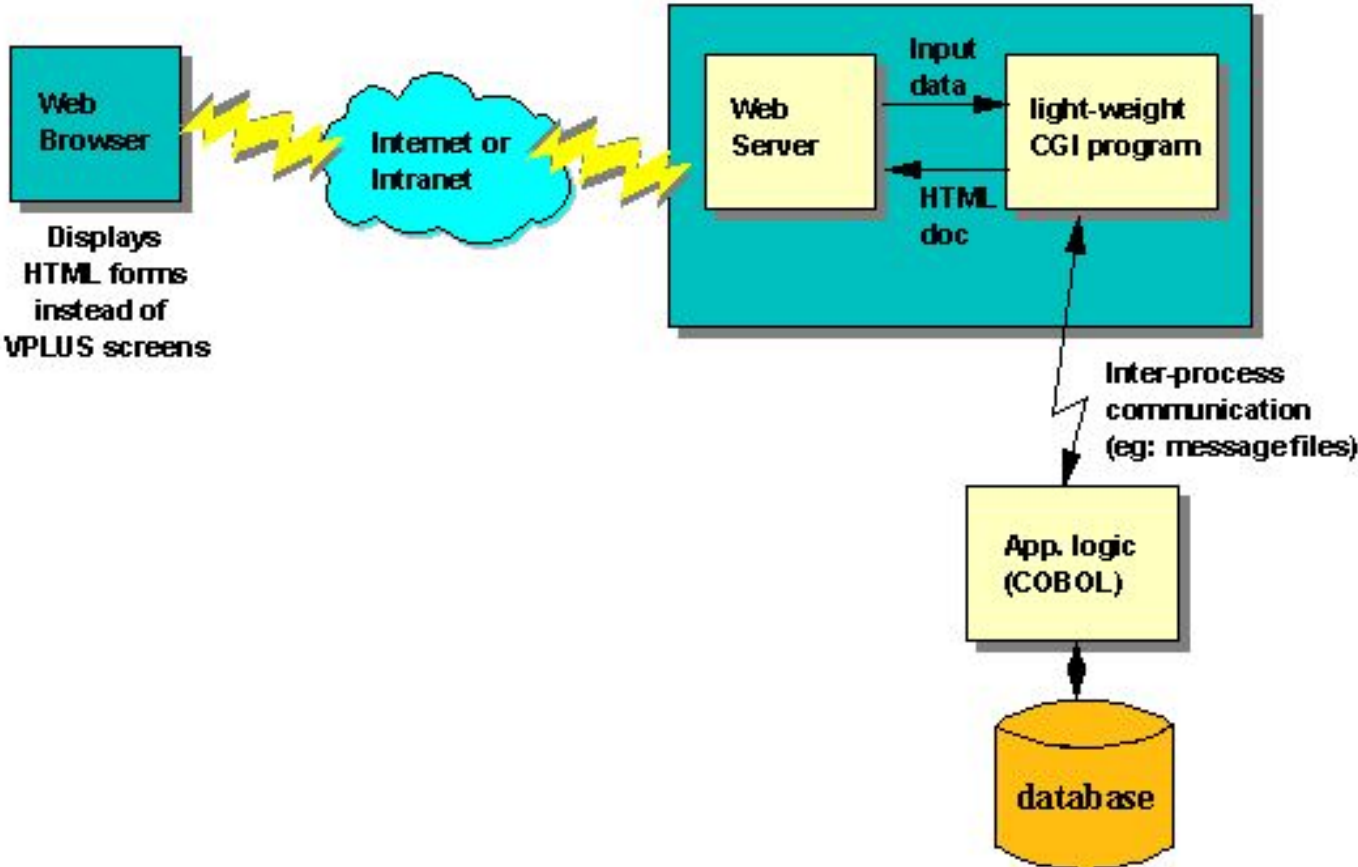 Web
Browser
Displays
HTML forms
instead of
VPLUS screens
Internet or
Intranet
Web
Server
Input
data
HTML
doc
light-weight
CGI program
Inter-process
communication
(eg: message files)
App. logic
(COBOL)
database